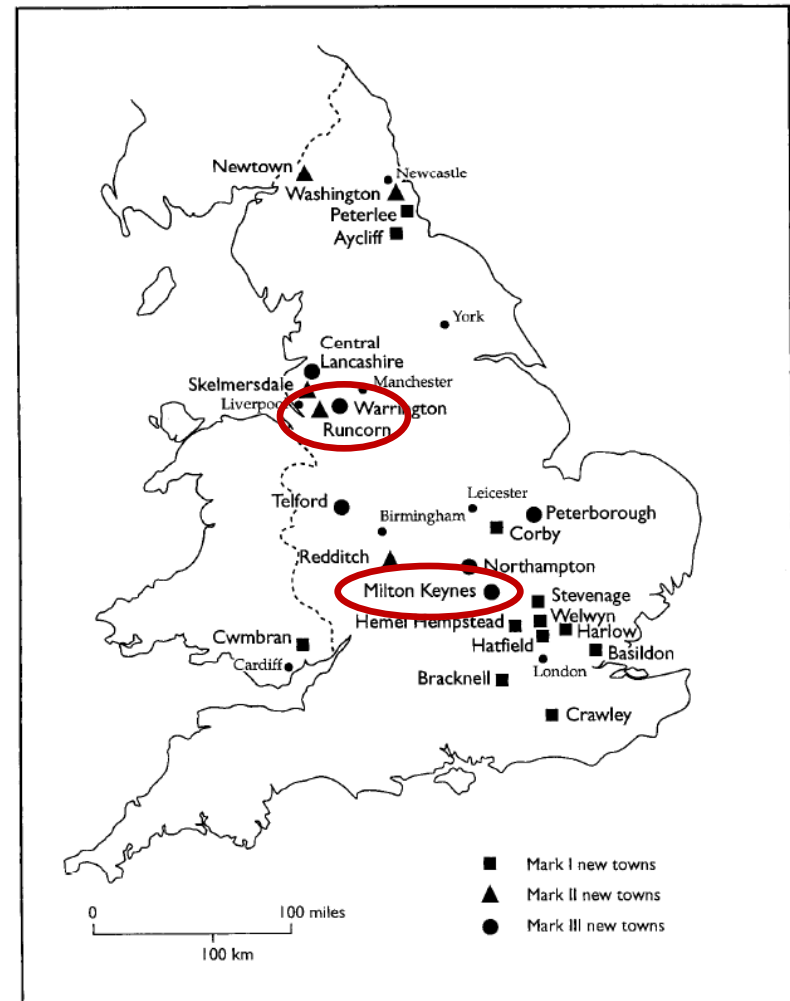 Newtown
Newcastle
Washington
Peterlee
Aycliff
York
Central
Lancashire
Skelmersdale
Manchester
Liverpool
Warrington
Runcorn
Telford
Leicester
Birmingham
Peterborough
Corby
Redditch
Northampton
Milton Keynes
Stevenage
Welwyn
Hemel Hempstead
Harlow
Hatfield
Cwmbran
Basildon
London
Cardiff
Bracknell
Crawley
Mark I new towns
Mark II new towns
Mark III new towns
0 100 miles
100 km